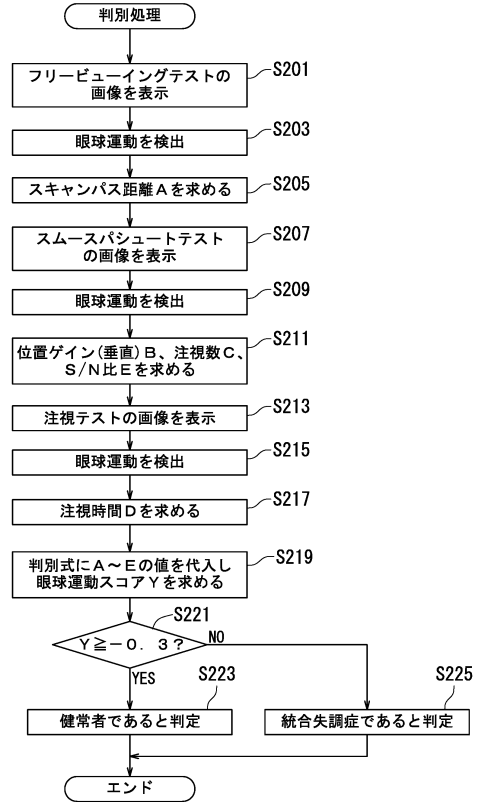 判別処理
フリービューイングテストの
画像を表示
S201
眼球運動を検出
S203
スキャンパス距離Aを求める
S205
スムースパシュートテスト
の画像を表示
S207
眼球運動を検出
S209
位置ゲイン(垂直)B、注視数C、
S/N比Eを求める
S211
注視テストの画像を表示
S213
眼球運動を検出
S215
注視時間Dを求める
S217
判別式にA~Eの値を代入し
眼球運動スコアYを求める
S219
Y≧−0.3?
S221
NO
YES
健常者であると判定
S223
統合失調症であると判定
S225
エンド